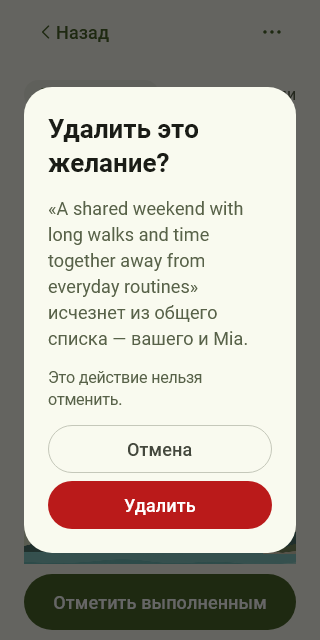 Назад
Удалить это
желание?
«A shared weekend with
long walks and time
together away from
everyday routines»
исчезнет из общего
списка — вашего и Mia.
Это действие нельзя
отменить.
Отмена
Удалить
Отметить выполненным